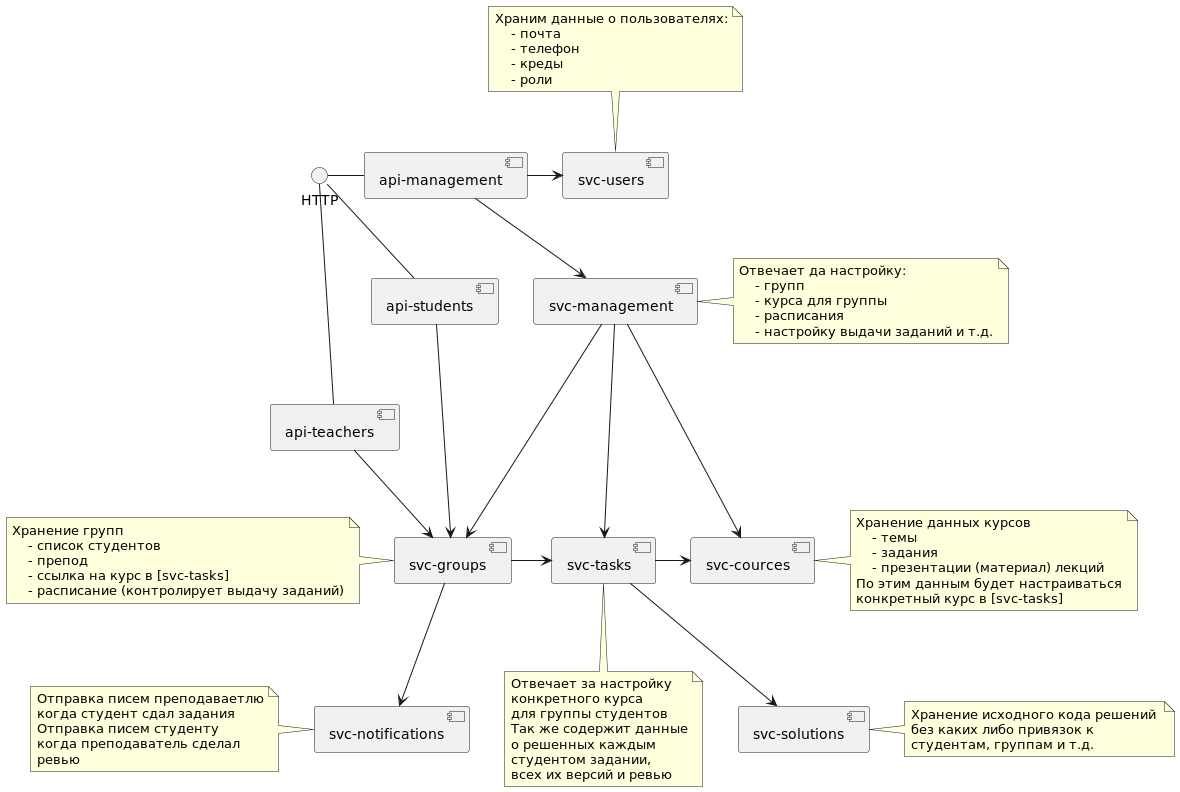 Храним данные о пользователях:
- почта
- телефон
- креды
- роли
api-management
svc-users
HTTP
api-students
svc-management
Отвечает да настройку:
- групп
- курса для группы
- расписания
- настройку выдачи заданий и т.д.
api-teachers
Хранение групп
- список студентов
- препод
- ссылка на курс в [svc-tasks]
- расписание (контролирует выдачу заданий)
svc-groups
svc-tasks
svc-cources
Хранение данных курсов
- темы
- задания
- презентации (материал) лекций
По этим данным будет настраиваться
конкретный курс в [svc-tasks]
Отправка писем преподаваетлю
когда студент сдал задания
Отправка писем студенту
когда преподаватель сделал
ревью
svc-notifications
Отвечает за настройку
конкретного курса
для группы студентов
Так же содержит данные
о решенных каждым
студентом задании,
всех их версий и ревью
svc-solutions
Хранение исходного кода решений
без каких либо привязок к
студентам, группам и т.д.